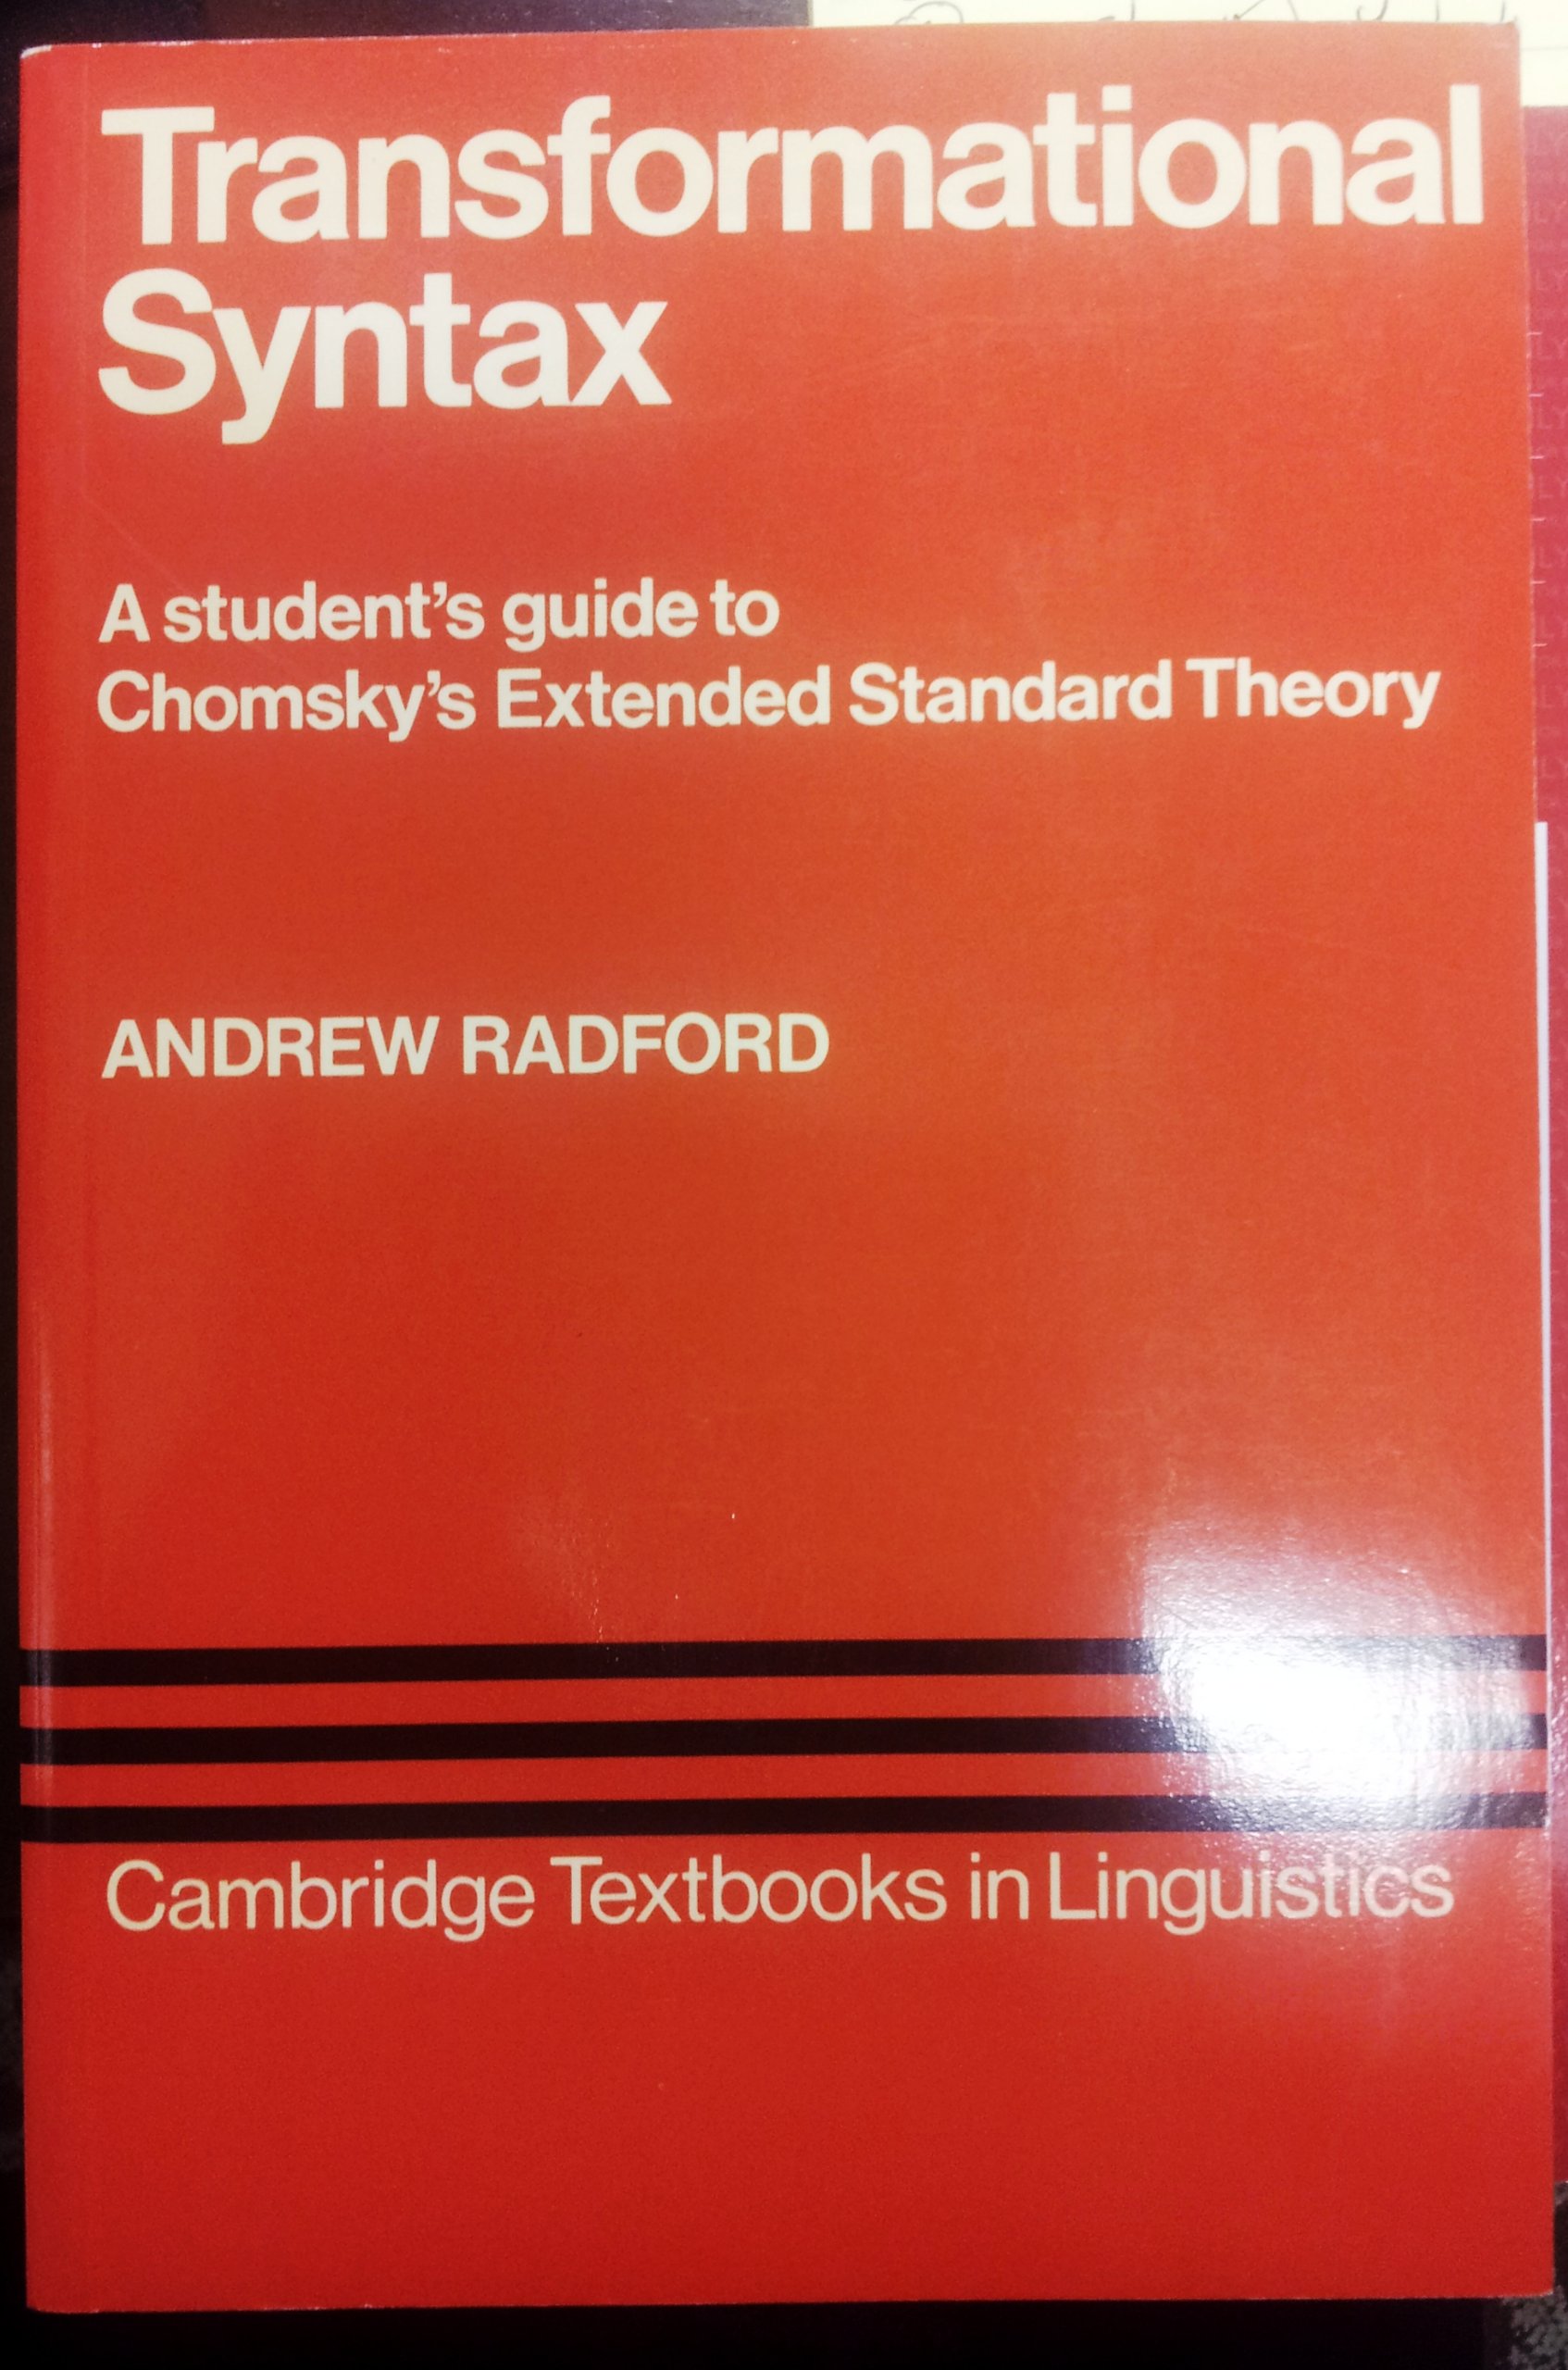 Transformational
Syntax
A student's guide to
Chomsky's Extended Standard Theory
ANDREW RADFORD
Cambridge Textbooks in Linguistics